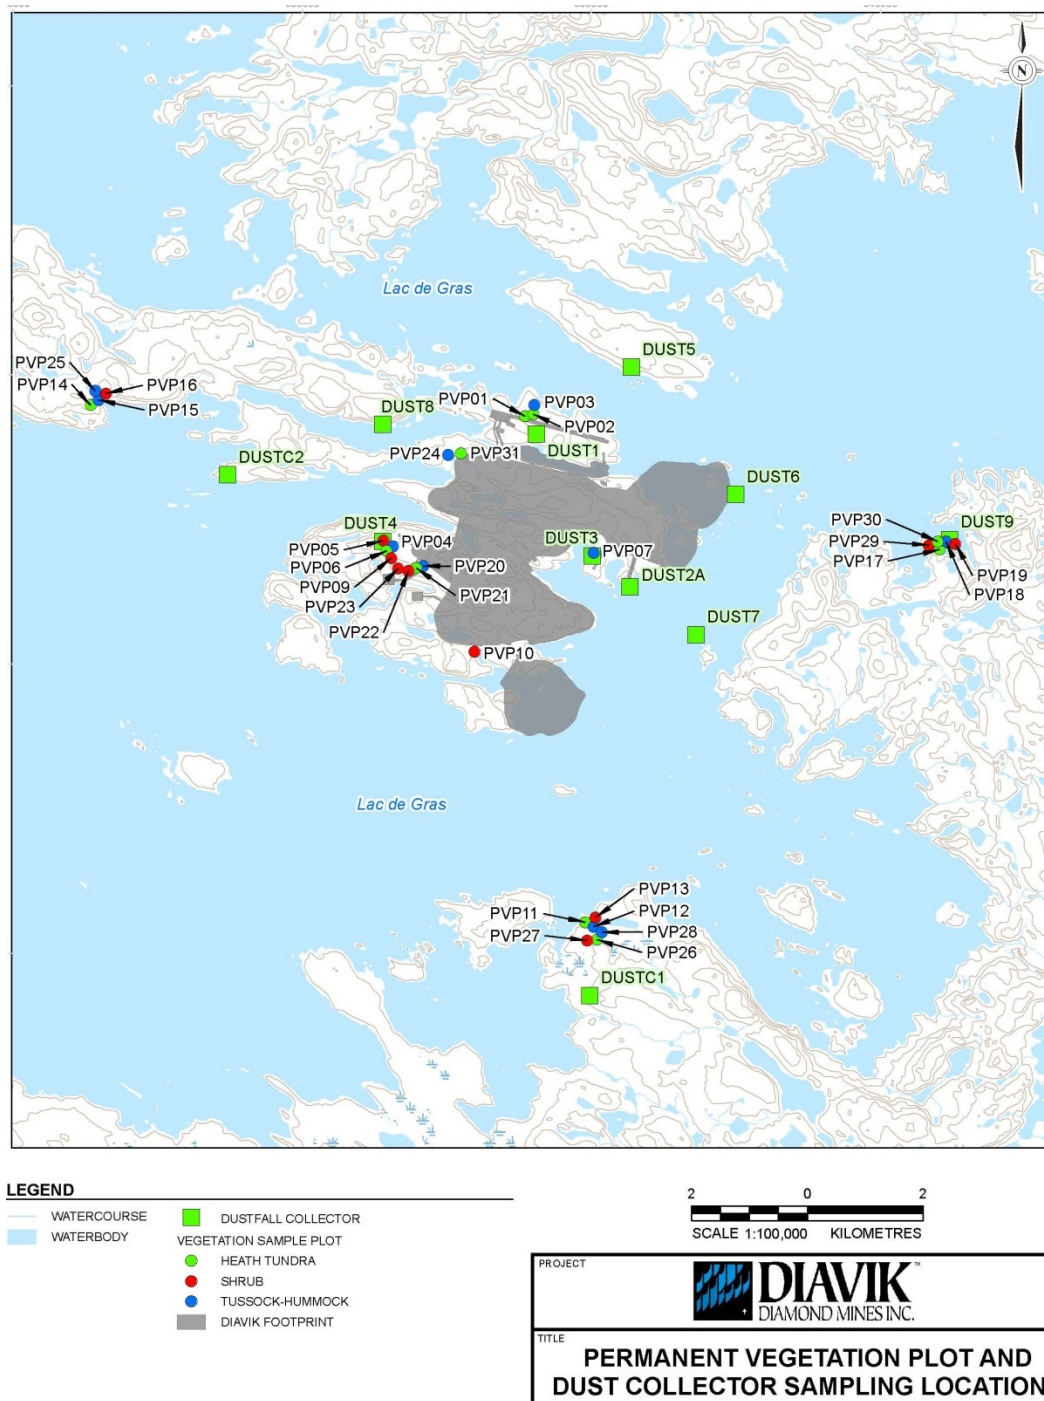 Lac de Gras
DUST5
PVP25
PVP14
PVP16
PVP15
PVP01
PVP03
PVP02
DUST8
DUST1
PVP24
PVP31
DUSTC2
DUST6
DUST4
PVP05
PVP04
PVP06
PVP09
PVP20
PVP23
PVP21
PVP22
DUST3
PVP07
DUST2A
PVP30
DUST9
PVP29
PVP17
PVP19
PVP18
DUST7
PVP10
Lac de Gras
PVP13
PVP11
PVP12
PVP27
PVP28
PVP26
DUSTC1
N
LEGEND
WATERCOURSE
WATERBODY
DUSTFALL COLLECTOR
VEGETATION SAMPLE PLOT
HEATH TUNDRA
SHRUB
TUSSOCK-HUMMOCK
DIAVIK FOOTPRINT
2 0 2
SCALE 1:100,000 KILOMETRES
PROJECT
DIAVIK™
DIAMOND MINES INC.
TITLE
PERMANENT VEGETATION PLOT AND
DUST COLLECTOR SAMPLING LOCATION